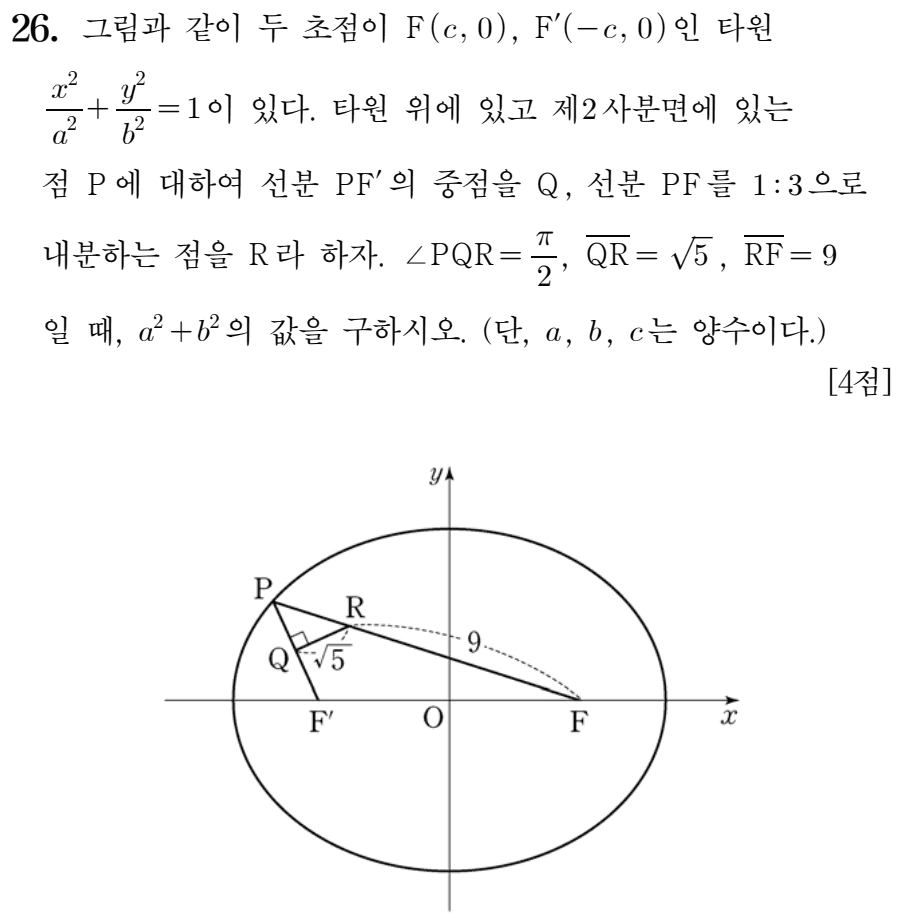 26. 그림과 같이 두 초점이 F(c, 0), F′(−c, 0)인 타원
x²/a² + y²/b² = 1이 있다. 타원 위에 있고 제2사분면에 있는
점 P에 대하여 선분 PF′의 중점을 Q, 선분 PF를 1:3으로
내분하는 점을 R라 하자. ∠PQR = π/2, Q̅R̅ = √5, R̅F̅ = 9
일 때, a² + b²의 값을 구하시오. (단, a, b, c는 양수이다.)
[4점]
y
P
R
9
Q
√5
F′
O
F
x